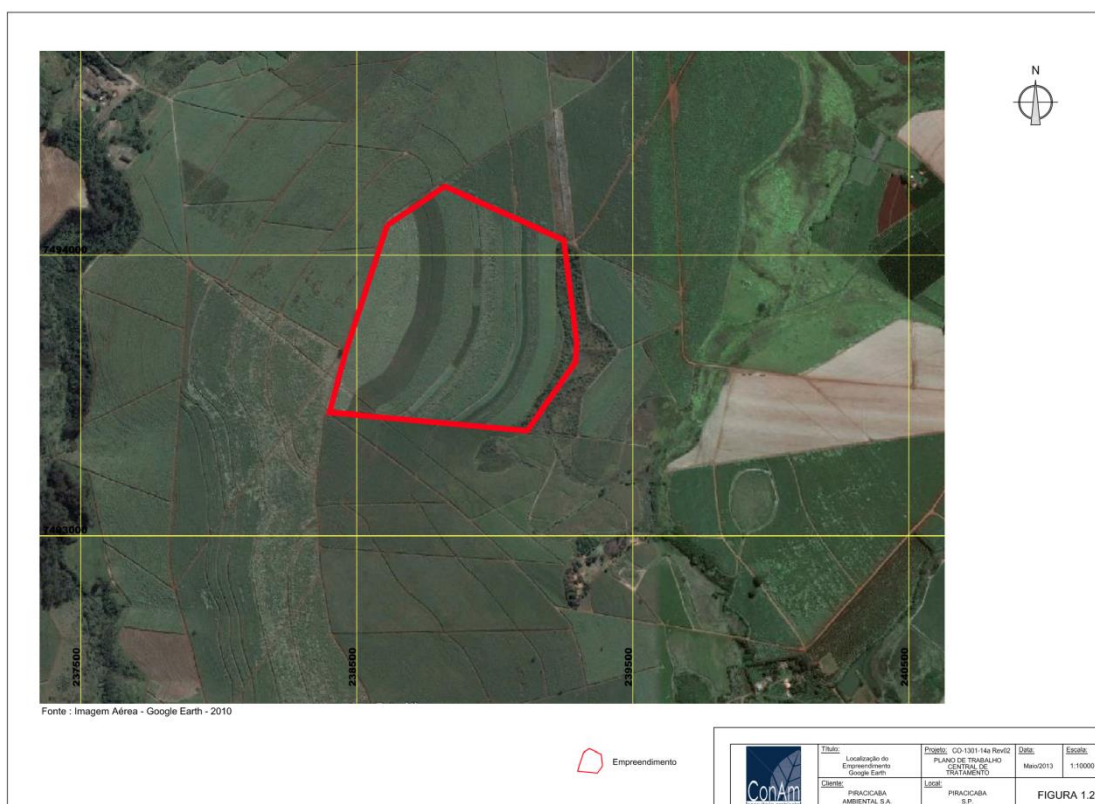 N
7494000
7493000
237500
238500
239500
240500
Fonte : Imagem Aérea - Google Earth - 2010
Empreendimento
ConAm
Título:
Localização do
Empreendimento
Google Earth
Projeto: CO-1301-14a Rev02
PLANO DE TRABALHO
CENTRAL DE
TRATAMENTO
Data:
Maio/2013
Escala:
1:10000
Cliente:
PIRACICABA
AMBIENTAL S.A.
Local:
PIRACICABA
S.P.
FIGURA 1.2